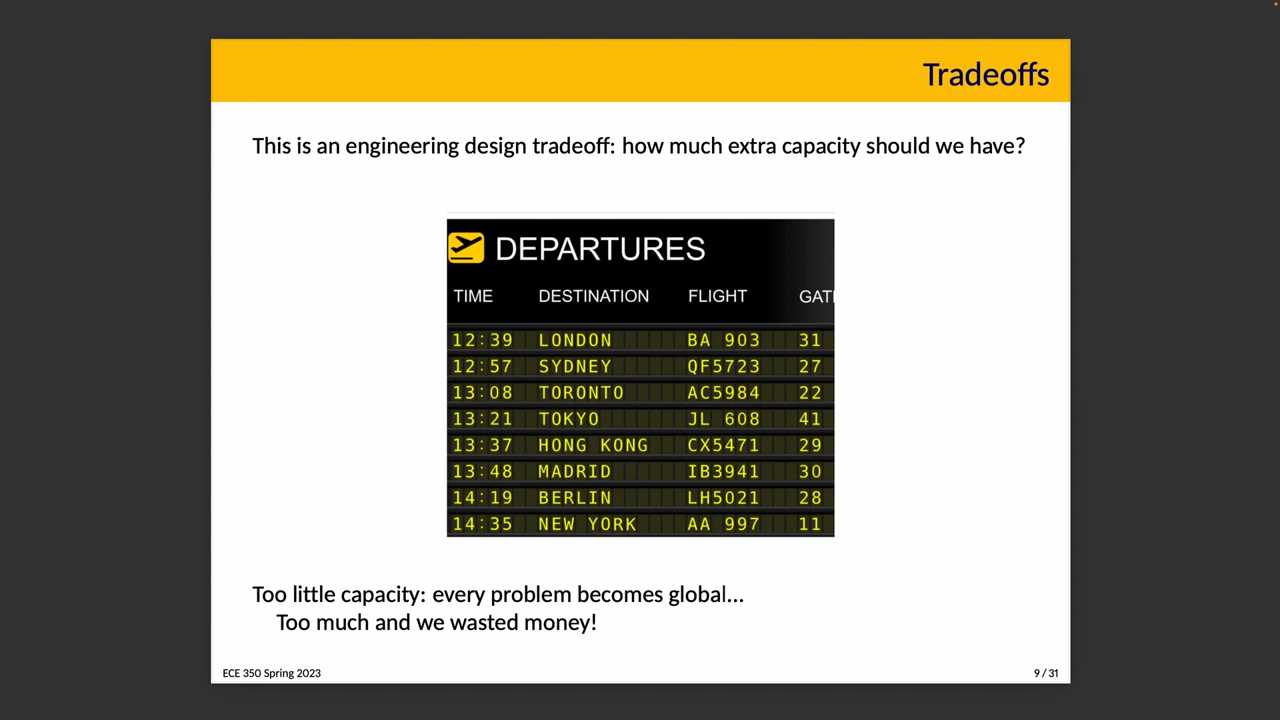 Tradeoffs
This is an engineering design tradeoff: how much extra capacity should we have?
DEPARTURES
TIME DESTINATION FLIGHT GATE
12:39 LONDON BA 903 31
12:57 SYDNEY QF5723 27
13:08 TORONTO AC5984 22
13:21 TOKYO JL 608 41
13:37 HONG KONG CX5471 29
13:48 MADRID IB3941 30
14:19 BERLIN LH5021 28
14:35 NEW YORK AA 997 11
Too little capacity: every problem becomes global...
Too much and we wasted money!
ECE 350 Spring 2023 9 / 31